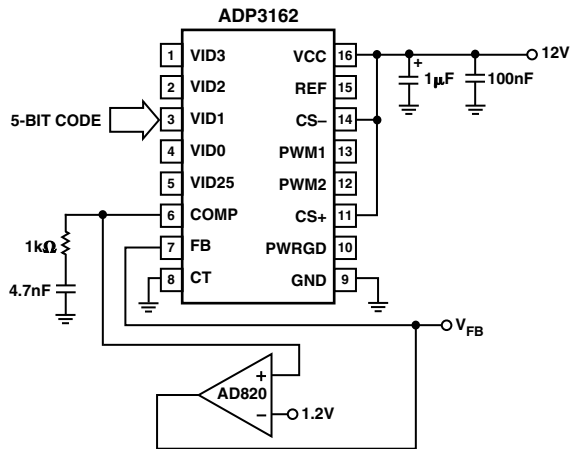 ADP3162
1 VID3 VCC 16 12V
2 VID2 REF 15 + 1μF 100nF
5-BIT CODE 3 VID1 CS– 14
4 VID0 PWM1 13
5 VID25 PWM2 12
6 COMP CS+ 11
1kΩ 7 FB PWRGD 10
4.7nF 8 CT GND 9
VFB
+
AD820
– 1.2V